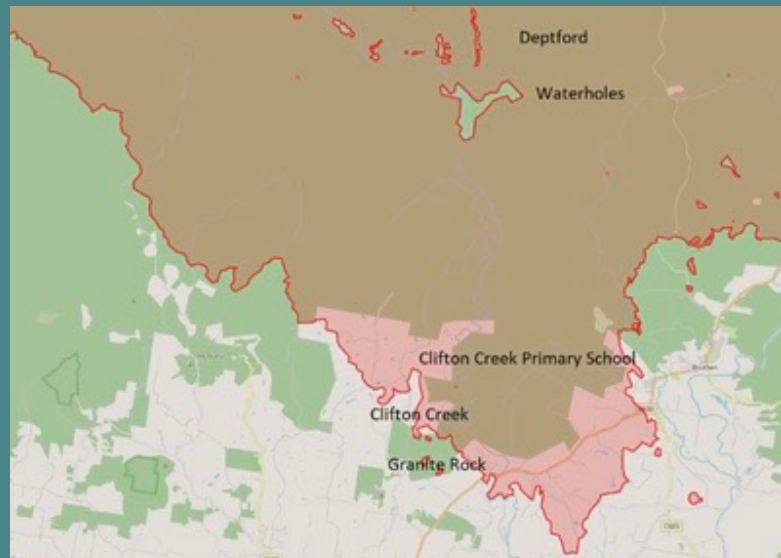 Deptford
Waterholes
Clifton Creek Primary School
Clifton Creek
Granite Rock